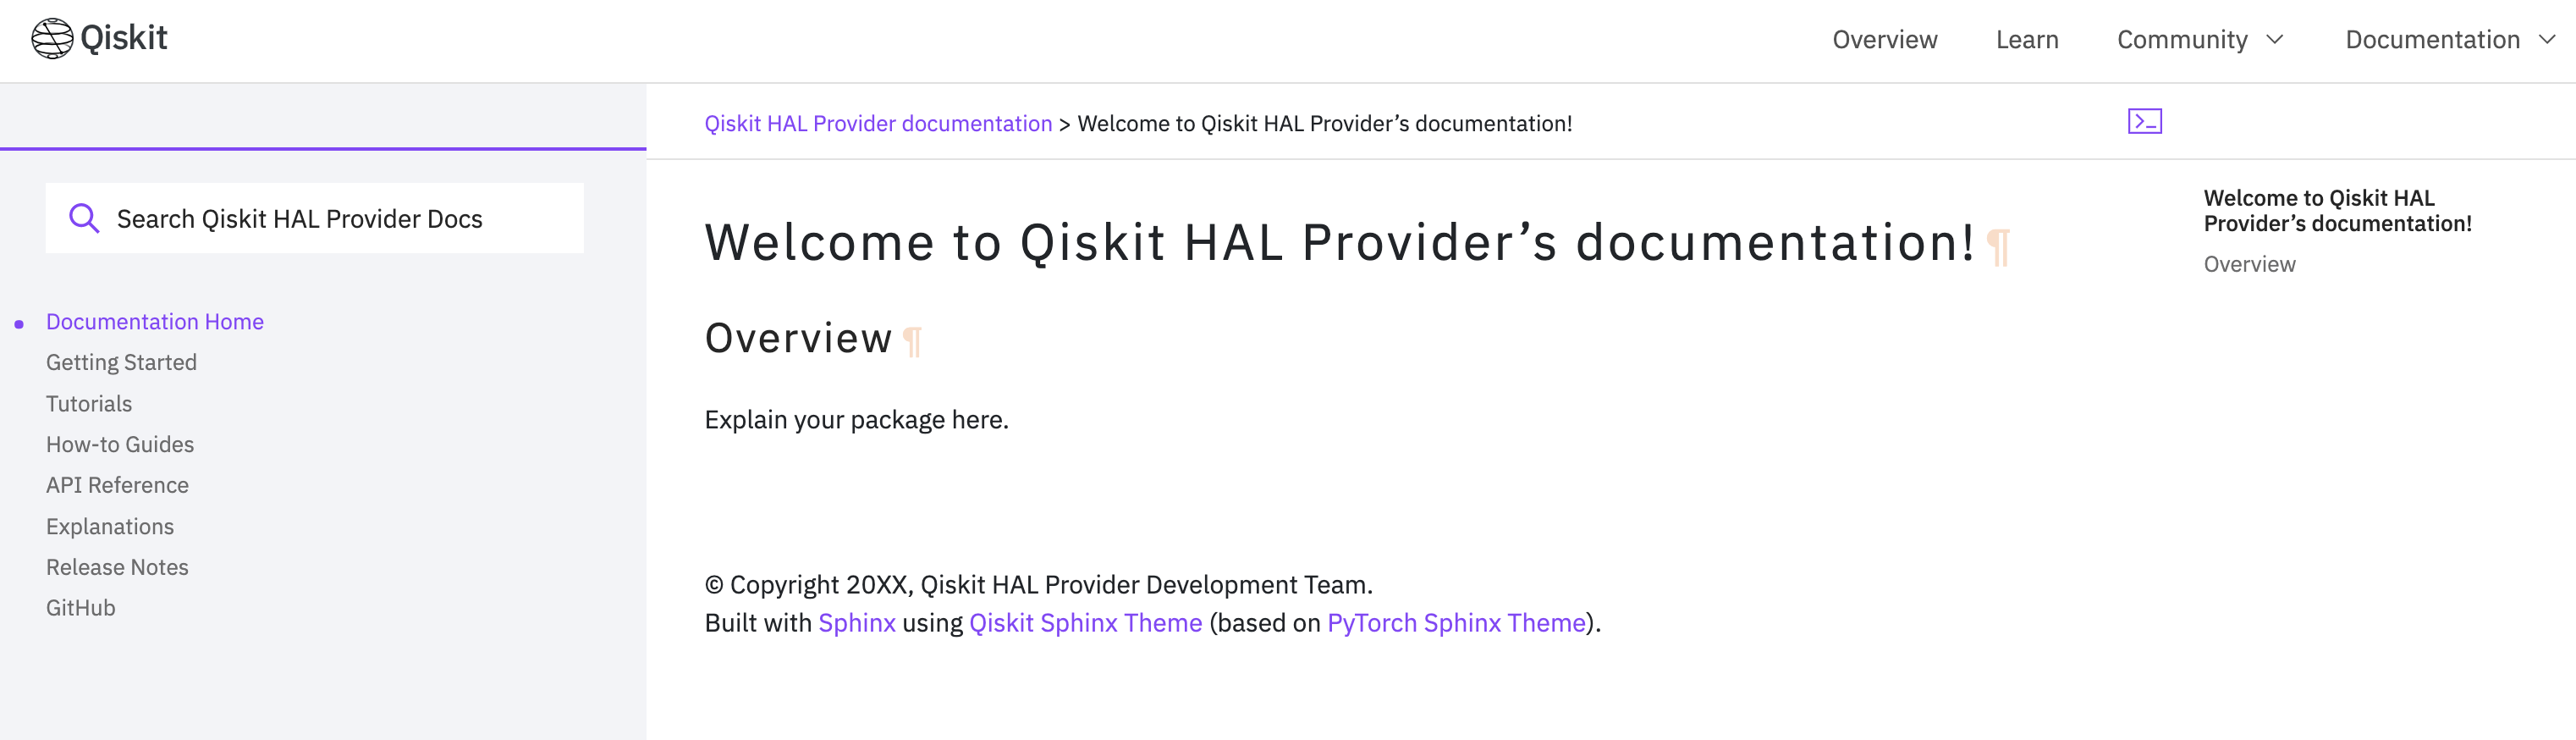 Qiskit
Overview
Learn
Community
Documentation
Qiskit HAL Provider documentation > Welcome to Qiskit HAL Provider’s documentation!
>_
Search Qiskit HAL Provider Docs
Documentation Home
Getting Started
Tutorials
How-to Guides
API Reference
Explanations
Release Notes
GitHub
Welcome to Qiskit HAL Provider’s documentation!¶
Overview¶
Explain your package here.
© Copyright 20XX, Qiskit HAL Provider Development Team.
Built with Sphinx using Qiskit Sphinx Theme (based on PyTorch Sphinx Theme).
Welcome to Qiskit HAL
Provider’s documentation!
Overview